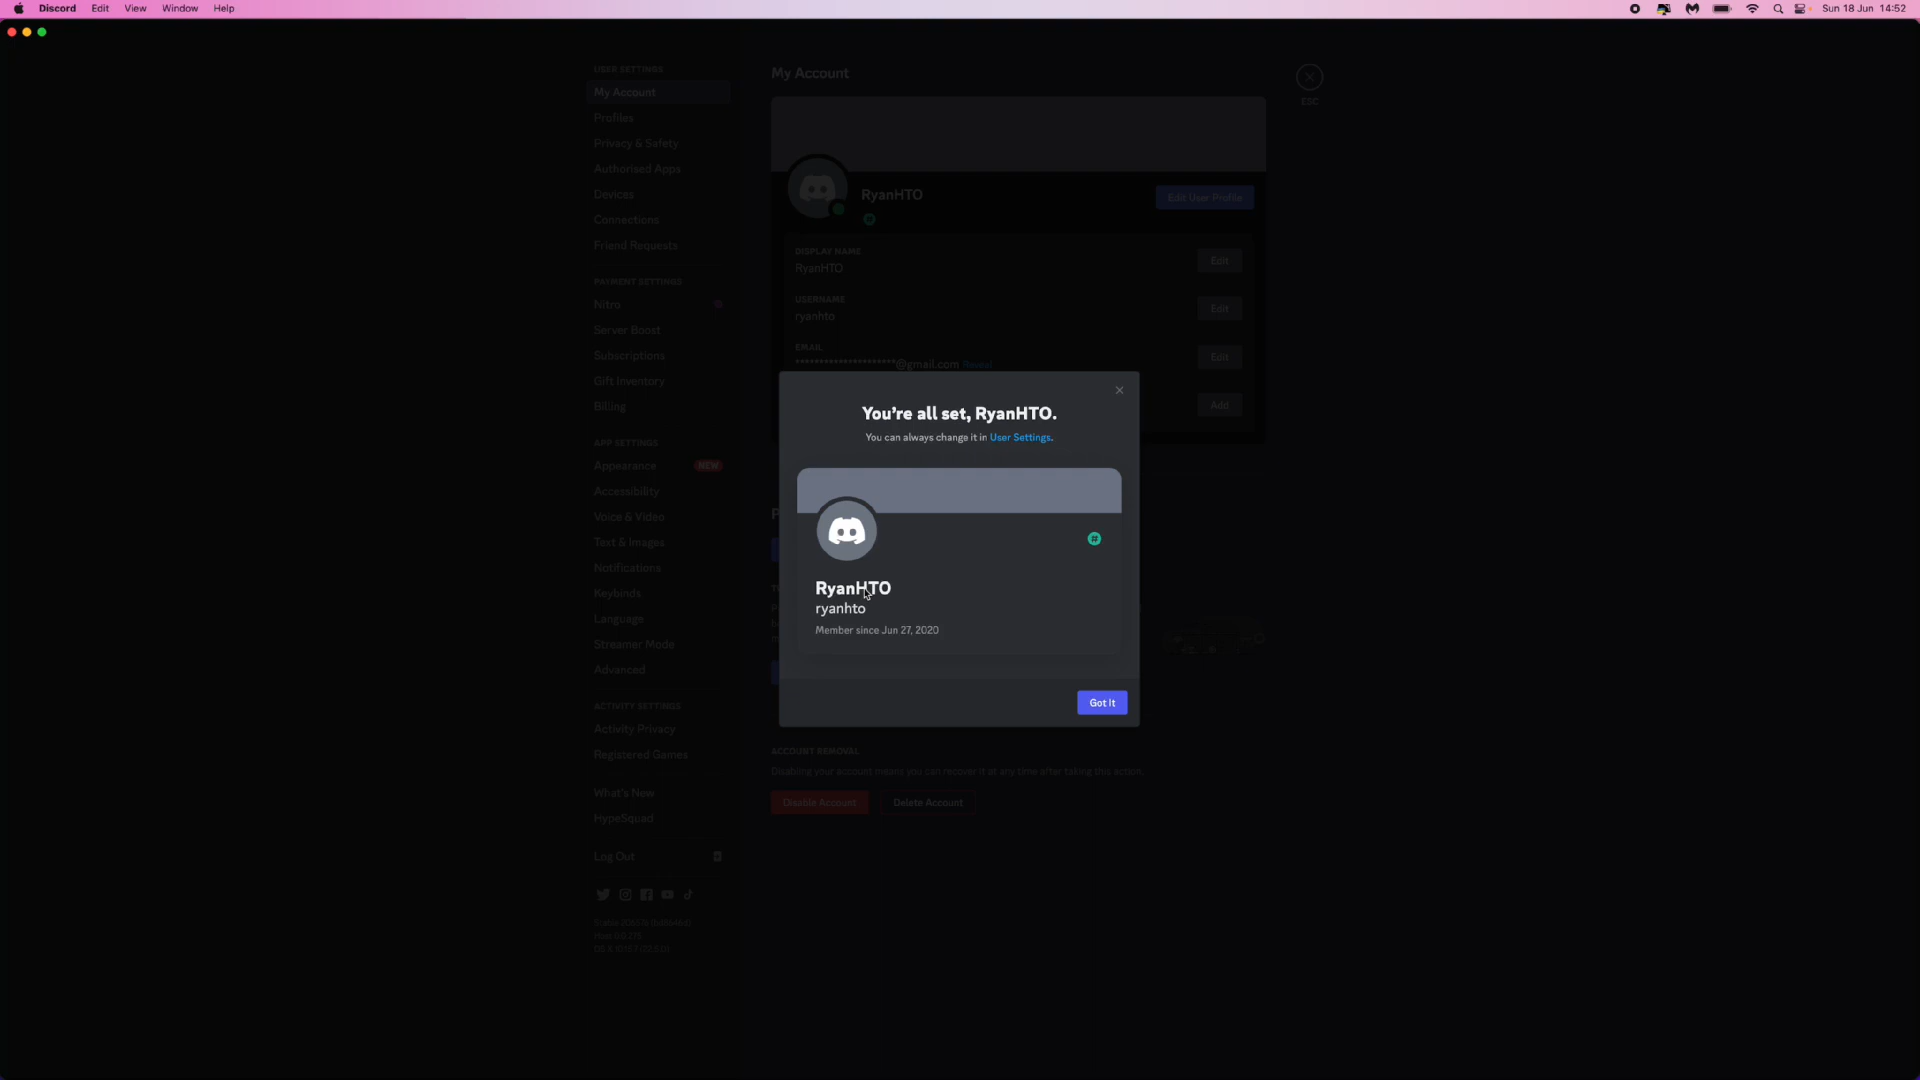 Discord Edit View Window Help
Sun 18 Jun 14:52
USER SETTINGS
My Account
Profiles
Privacy & Safety
Authorised Apps
Devices
Connections
Friend Requests
PAYMENT SETTINGS
Nitro
Server Boost
Subscriptions
Gift Inventory
Billing
APP SETTINGS
Appearance NEW
Accessibility
Voice & Video
Text & Images
Notifications
Keybinds
Language
Streamer Mode
Advanced
ACTIVITY SETTINGS
Activity Privacy
Registered Games
What's New
HypeSquad
Log Out
My Account
ESC
RyanHTO
#
Edit User Profile
DISPLAY NAME
RyanHTO
Edit
USERNAME
ryanhto
Edit
EMAIL
@gmail.com Reveal
Edit
Add
You're all set, RyanHTO.
You can always change it in User Settings.
#
RyanHTO
ryanhto
Member since Jun 27, 2020
Got it
ACCOUNT REMOVAL
Disabling your account means you can recover it at any time after taking this action.
Disable Account
Delete Account